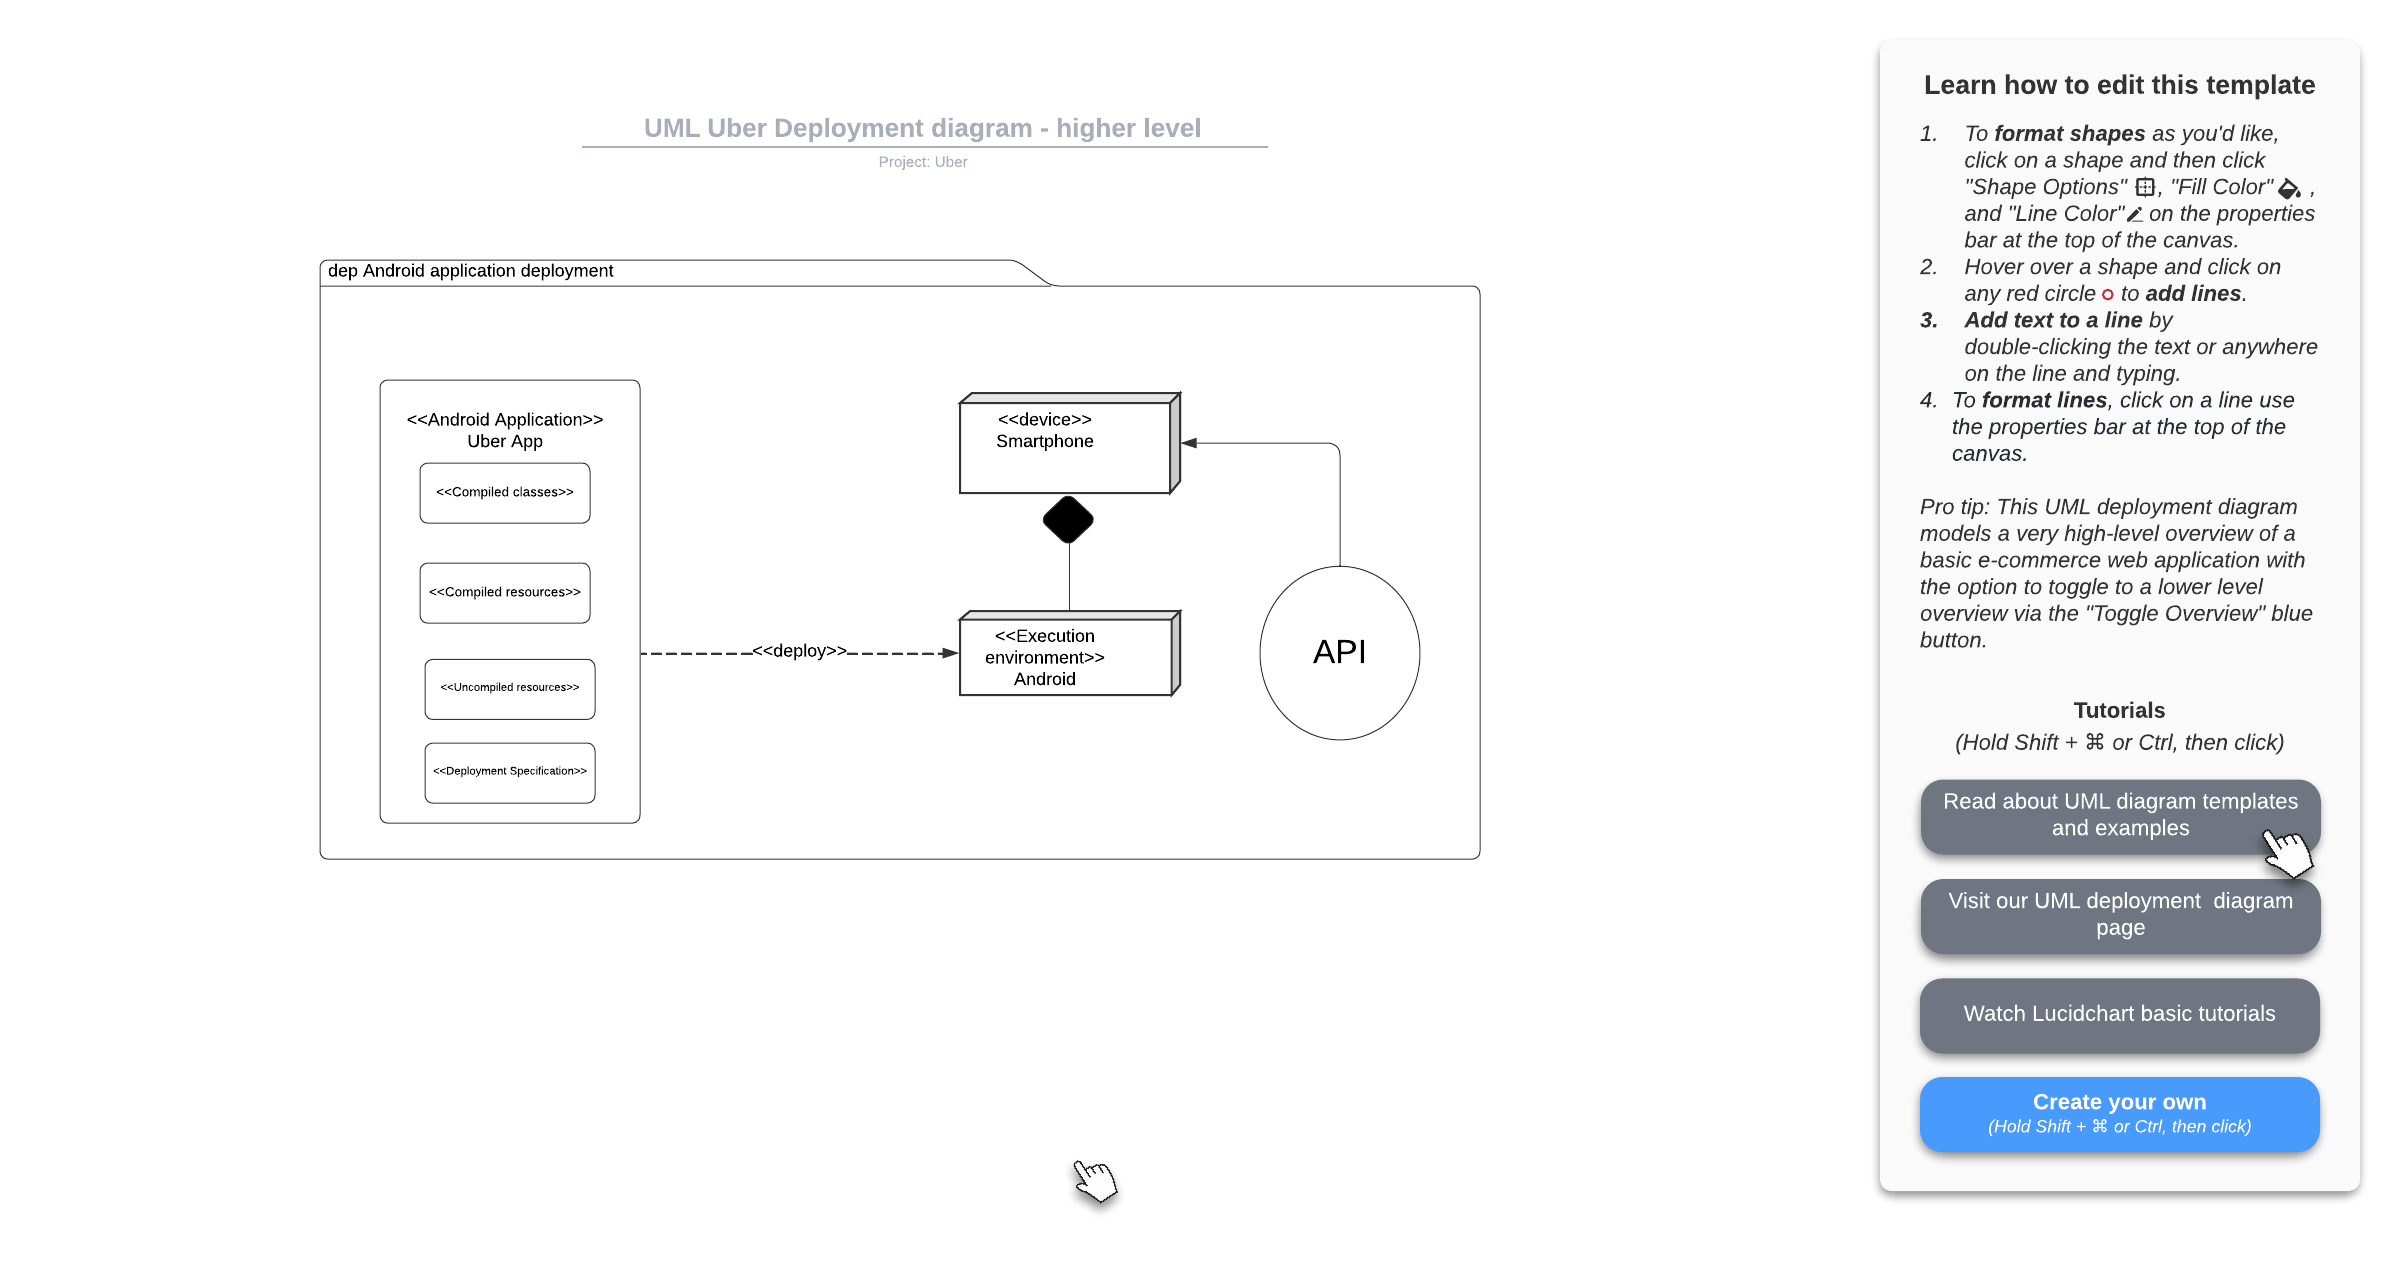 UML Uber Deployment diagram - higher level
Project: Uber
dep Android application deployment
<<Android Application>>
Uber App
<<Compiled classes>>
<<Compiled resources>>
<<Uncompiled resources>>
<<Deployment Specification>>
<<deploy>>
<<device>>
Smartphone
<<Execution
environment>>
Android
API
Learn how to edit this template
1. To format shapes as you'd like,
click on a shape and then click
"Shape Options" , "Fill Color" ,
and "Line Color" on the properties
bar at the top of the canvas.
2. Hover over a shape and click on
any red circle to add lines.
3. Add text to a line by
double-clicking the text or anywhere
on the line and typing.
4. To format lines, click on a line use
the properties bar at the top of the
canvas.
Pro tip: This UML deployment diagram
models a very high-level overview of a
basic e-commerce web application with
the option to toggle to a lower level
overview via the "Toggle Overview" blue
button.
Tutorials
(Hold Shift + ⌘ or Ctrl, then click)
Read about UML diagram templates
and examples
Visit our UML deployment  diagram
page
Watch Lucidchart basic tutorials
Create your own
(Hold Shift + ⌘ or Ctrl, then click)